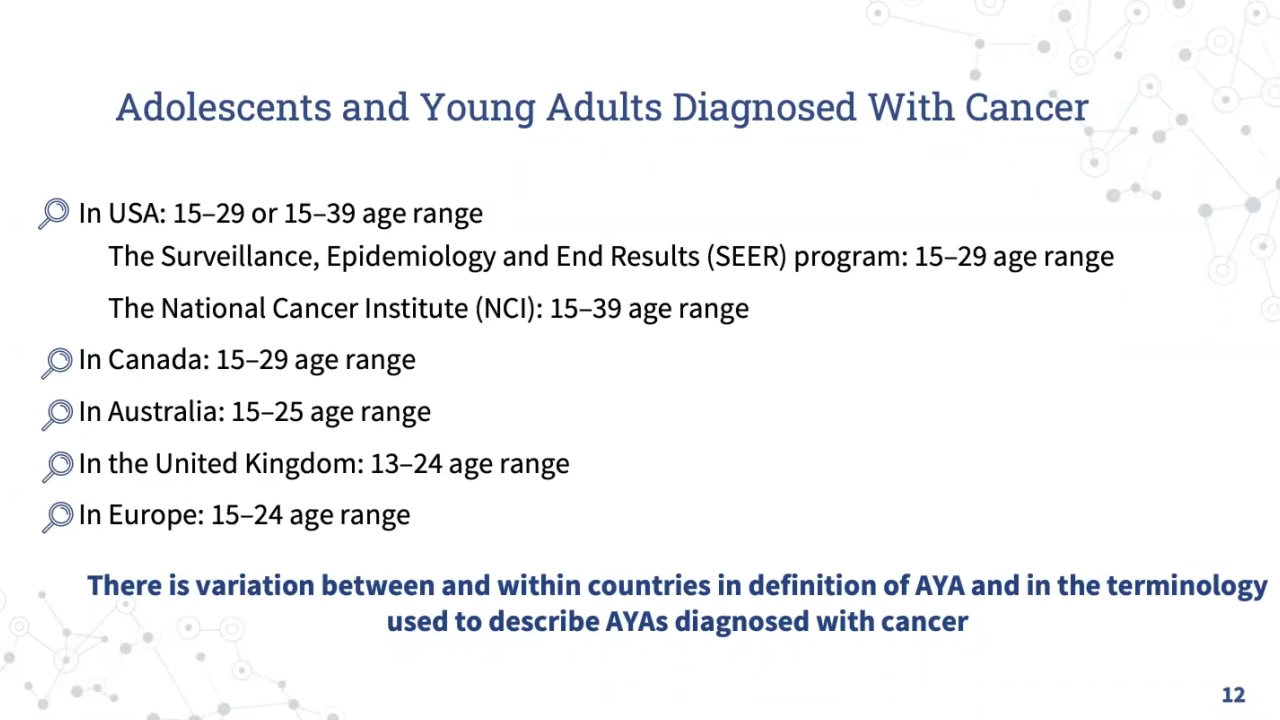 Adolescents and Young Adults Diagnosed With Cancer
In USA: 15–29 or 15–39 age range
The Surveillance, Epidemiology and End Results (SEER) program: 15–29 age range
The National Cancer Institute (NCI): 15–39 age range
In Canada: 15–29 age range
In Australia: 15–25 age range
In the United Kingdom: 13–24 age range
In Europe: 15–24 age range
There is variation between and within countries in definition of AYA and in the terminology
used to describe AYAs diagnosed with cancer
12